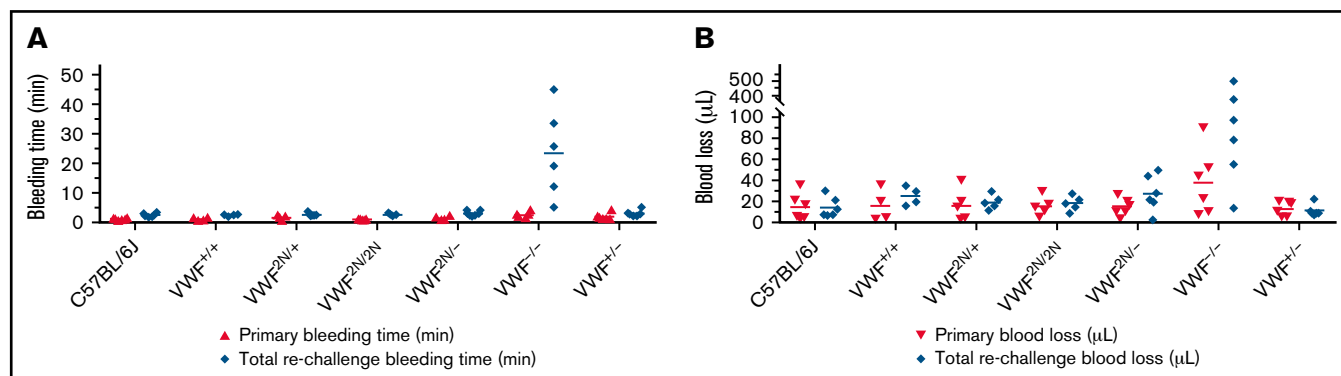 A
Bleeding time (min)
50
40
30
20
10
0
C57BL/6J
VWF+/+
VWF2N/+
VWF2N/2N
VWF2N/-
VWF-/-
VWF+/-
Primary bleeding time (min)
Total re-challenge bleeding time (min)
B
Blood loss (μL)
500
400
100
80
60
40
20
0
C57BL/6J
VWF+/+
VWF2N/+
VWF2N/2N
VWF2N/-
VWF-/-
VWF+/-
Primary blood loss (μL)
Total re-challenge blood loss (μL)